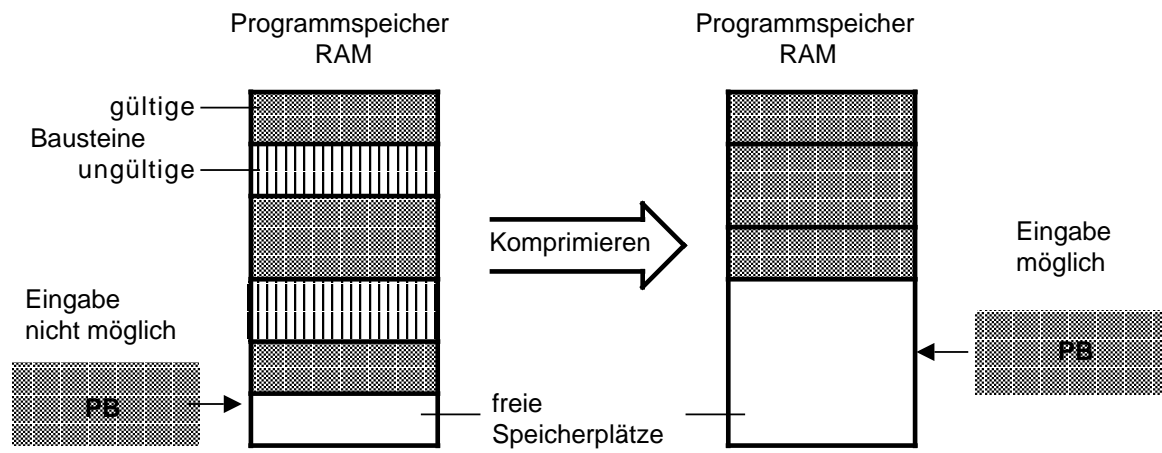 Programmspeicher
RAM
Programmspeicher
RAM
gültige
Bausteine
ungültige
Komprimieren
Eingabe
möglich
Eingabe
nicht möglich
PB
PB
freie
Speicherplätze